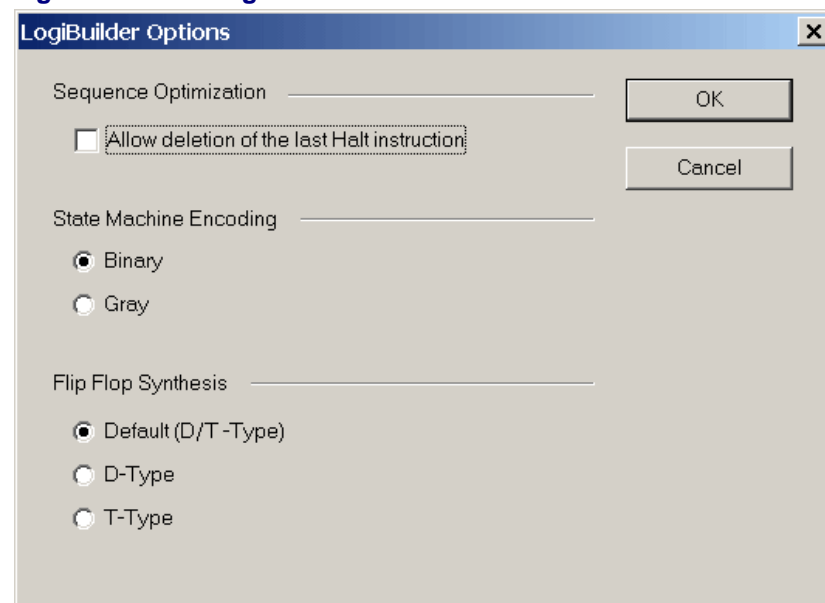 LogiBuilder Options
Sequence Optimization
Allow deletion of the last Halt instruction
OK
Cancel
State Machine Encoding
Binary
Gray
Flip Flop Synthesis
Default (D/T -Type)
D-Type
T-Type